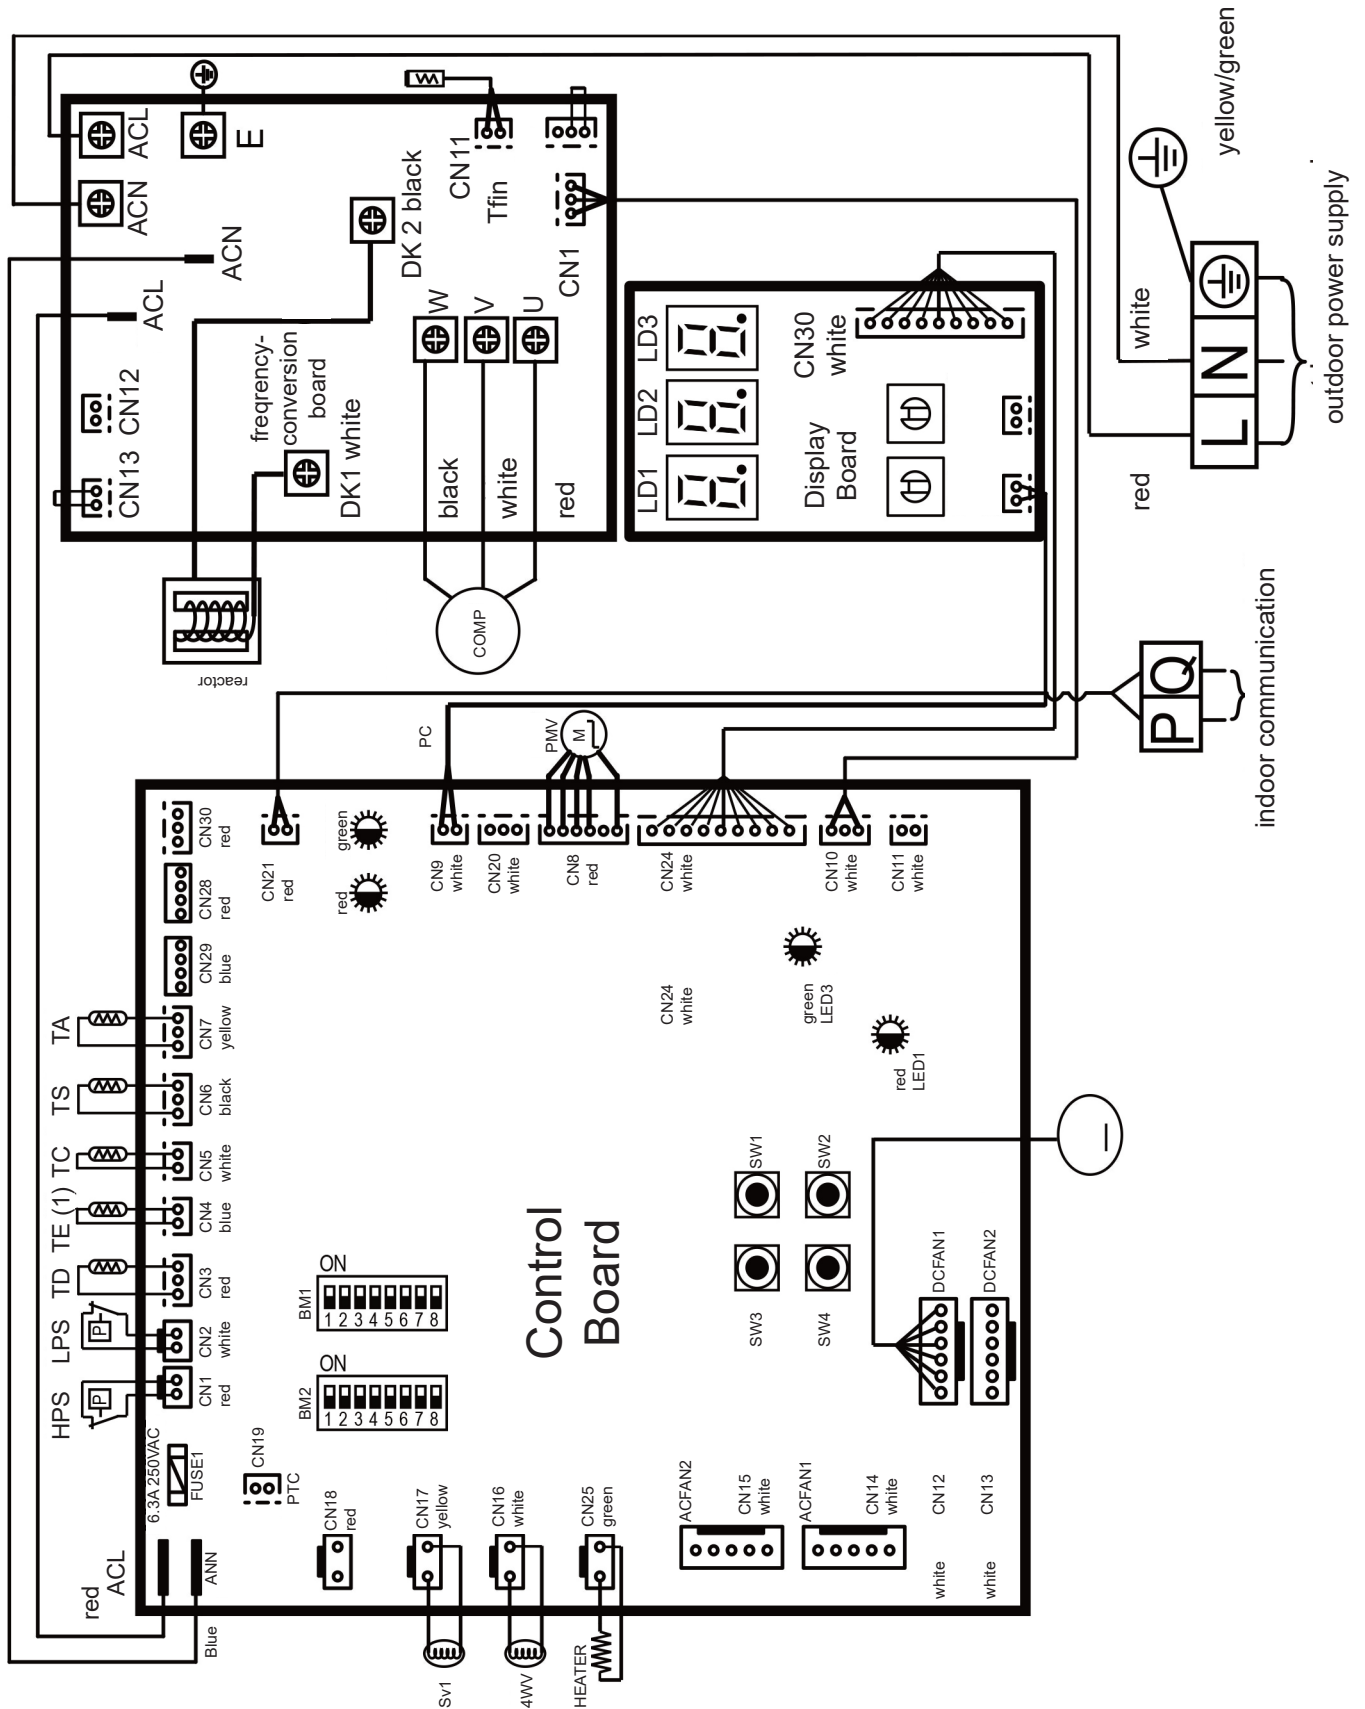 yellow/green
outdoor power supply
white
red
L
N
indoor communication
P
Q
ACL
ACN
E
ACN
ACL
CN12
CN13
freqrency-
conversion
board
DK1 white
DK 2 black
CN11
Tfin
CN1
W
V
U
black
white
red
COMP
reactor
LD3
LD2
LD1
CN30
white
Display
Board
PC
PMV
M
CN30
red
CN28
red
CN29
blue
TA
CN7
yellow
TS
CN6
black
TC
CN5
white
TE (1)
CN4
blue
TD
CN3
red
LPS
P
CN2
white
HPS
P
CN1
red
6.3A 250VAC
FUSE1
red
ACL
ANN
Blue
CN21
red
green
red
CN9
white
CN20
white
CN8
red
CN24
white
CN10
white
CN11
white
CN24
white
green
LED3
red
LED1
CN19
PTC
CN18
red
CN17
yellow
CN16
white
CN25
green
Sv1
4WV
HEATER
BM1
ON
1 2 3 4 5 6 7 8
BM2
ON
1 2 3 4 5 6 7 8
Control
Board
SW1
SW2
SW3
SW4
ACFAN2
CN15
white
ACFAN1
CN14
white
DCFAN1
CN12
white
DCFAN2
CN13
white